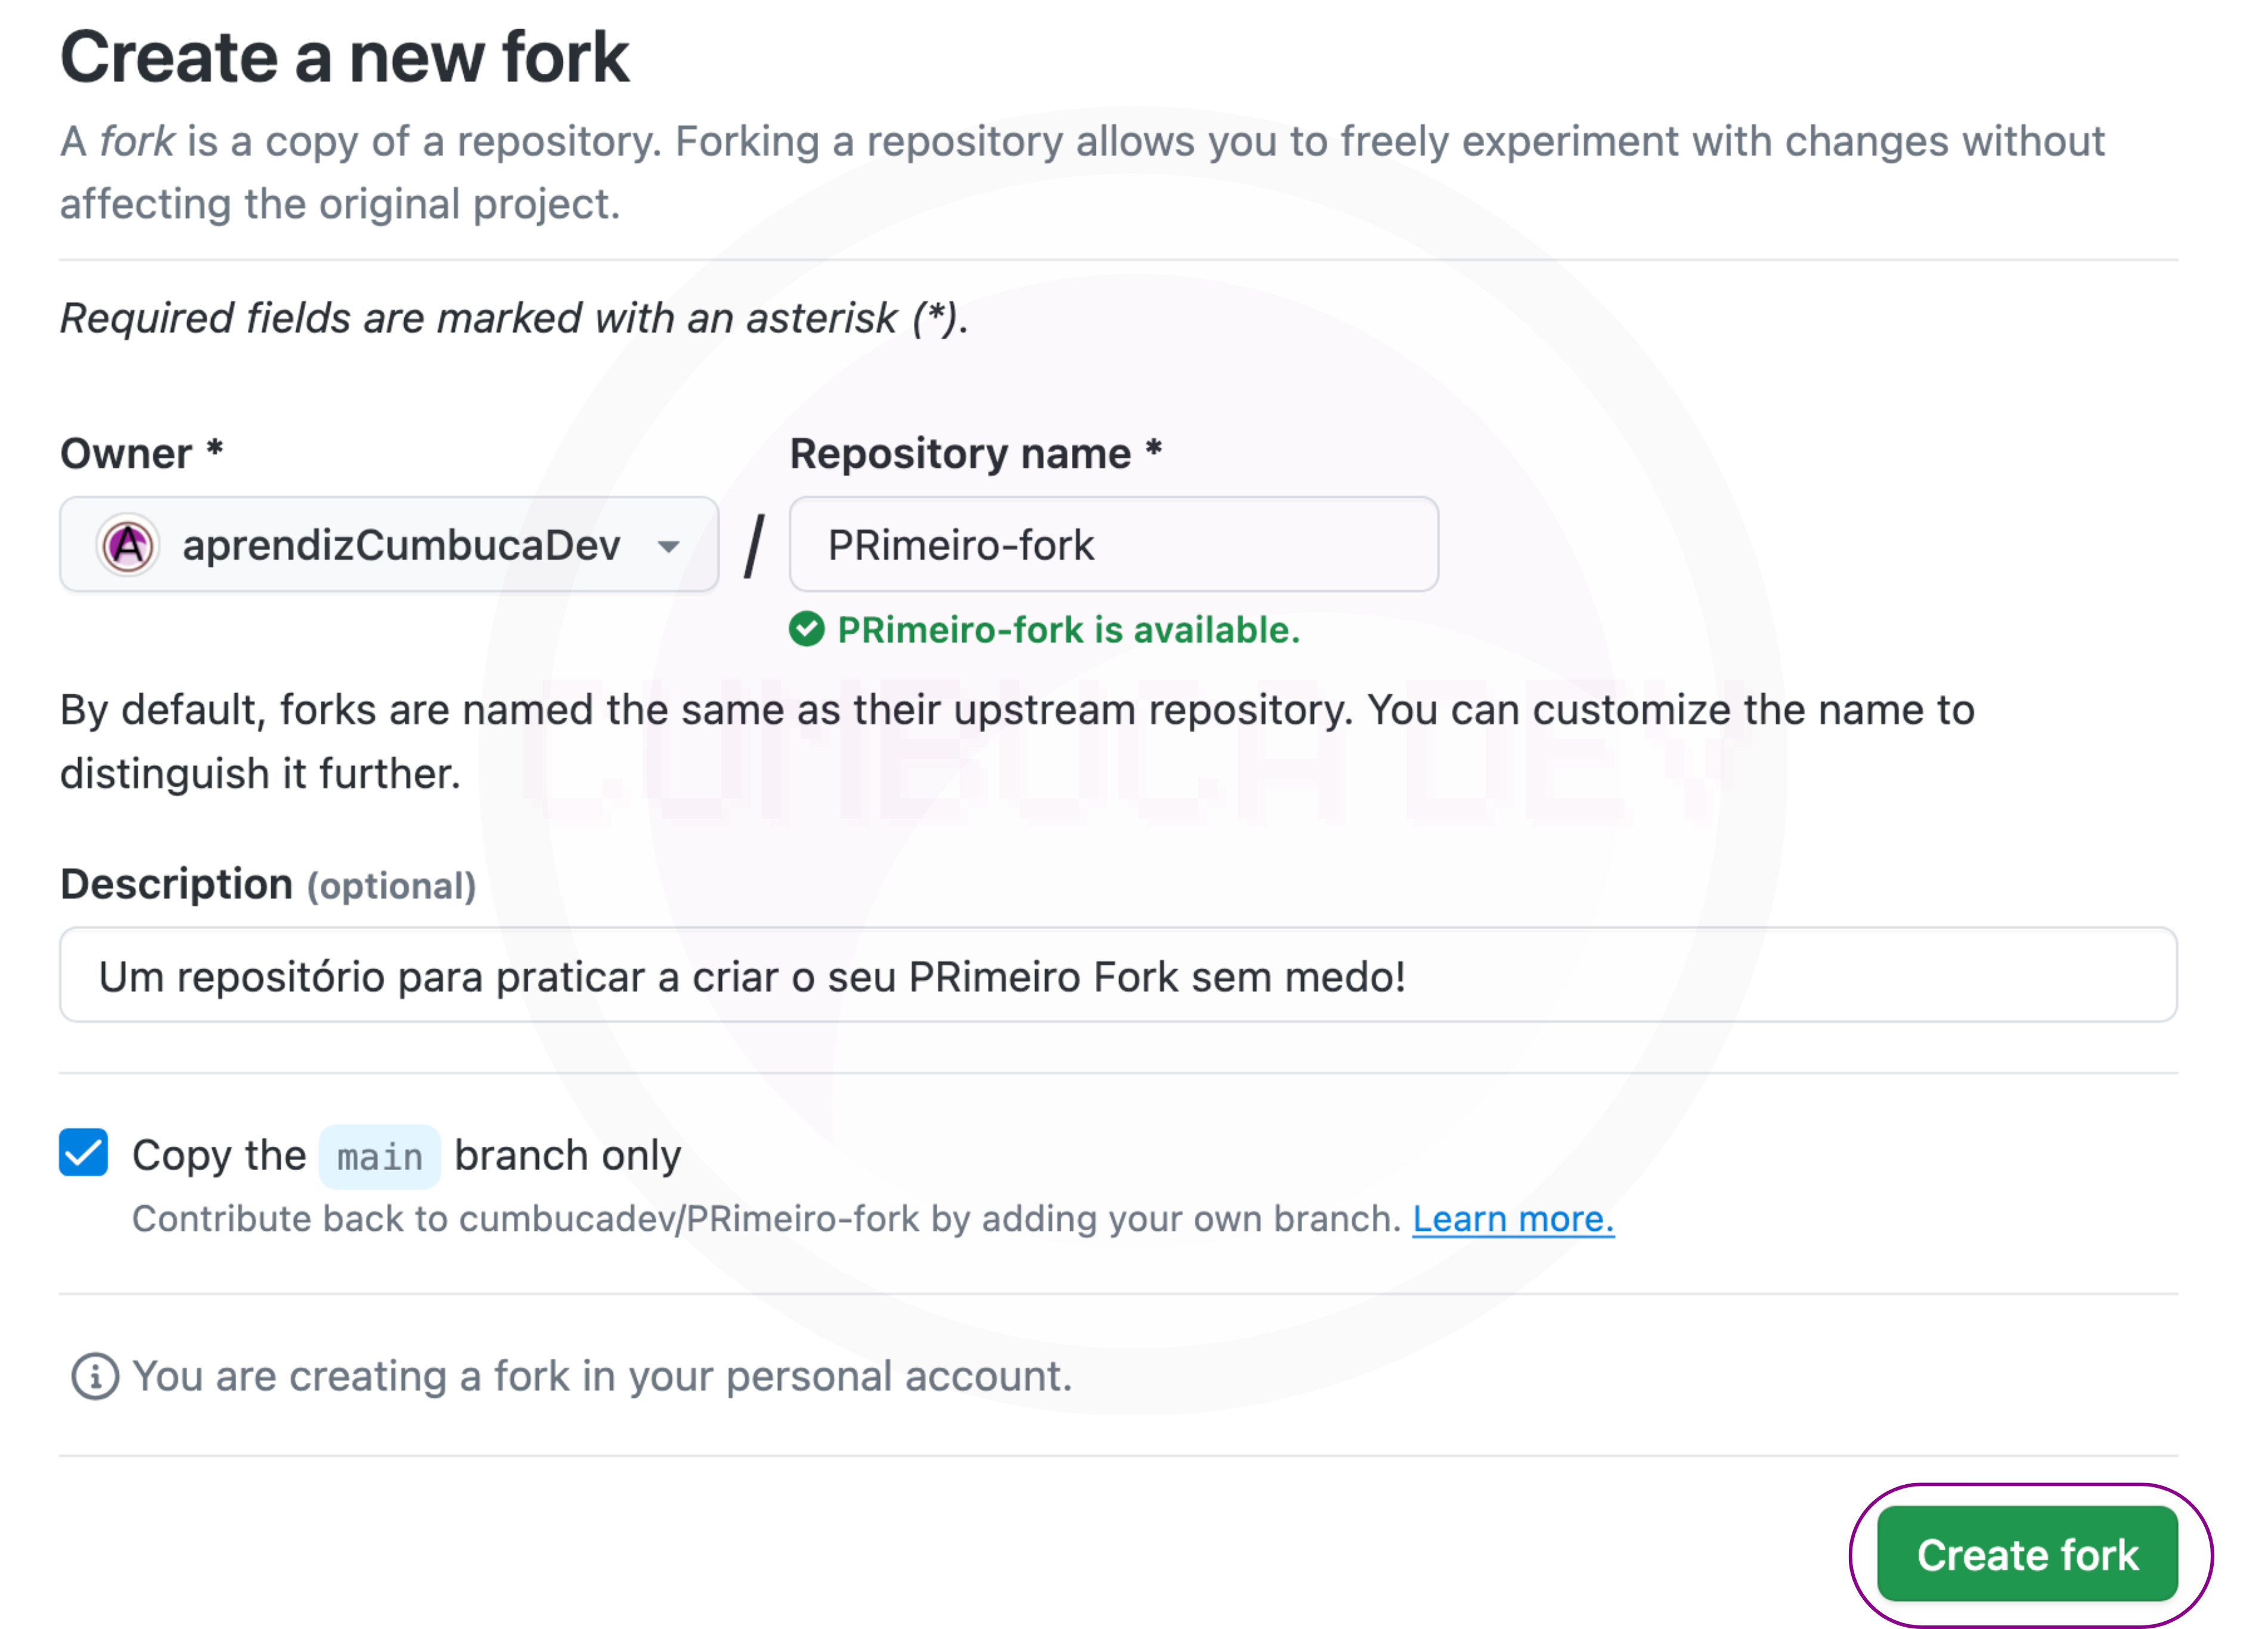 Create a new fork
A fork is a copy of a repository. Forking a repository allows you to freely experiment with changes without
affecting the original project.
Required fields are marked with an asterisk (*).
Owner *
Repository name *
A aprendizCumbucaDev / PRimeiro-fork
PRimeiro-fork is available.
By default, forks are named the same as their upstream repository. You can customize the name to
distinguish it further.
CUMBUCA DEV
Description (optional)
Um repositório para praticar a criar o seu PRimeiro Fork sem medo!
Copy the main branch only
Contribute back to cumbucadev/PRimeiro-fork by adding your own branch. Learn more.
You are creating a fork in your personal account.
Create fork